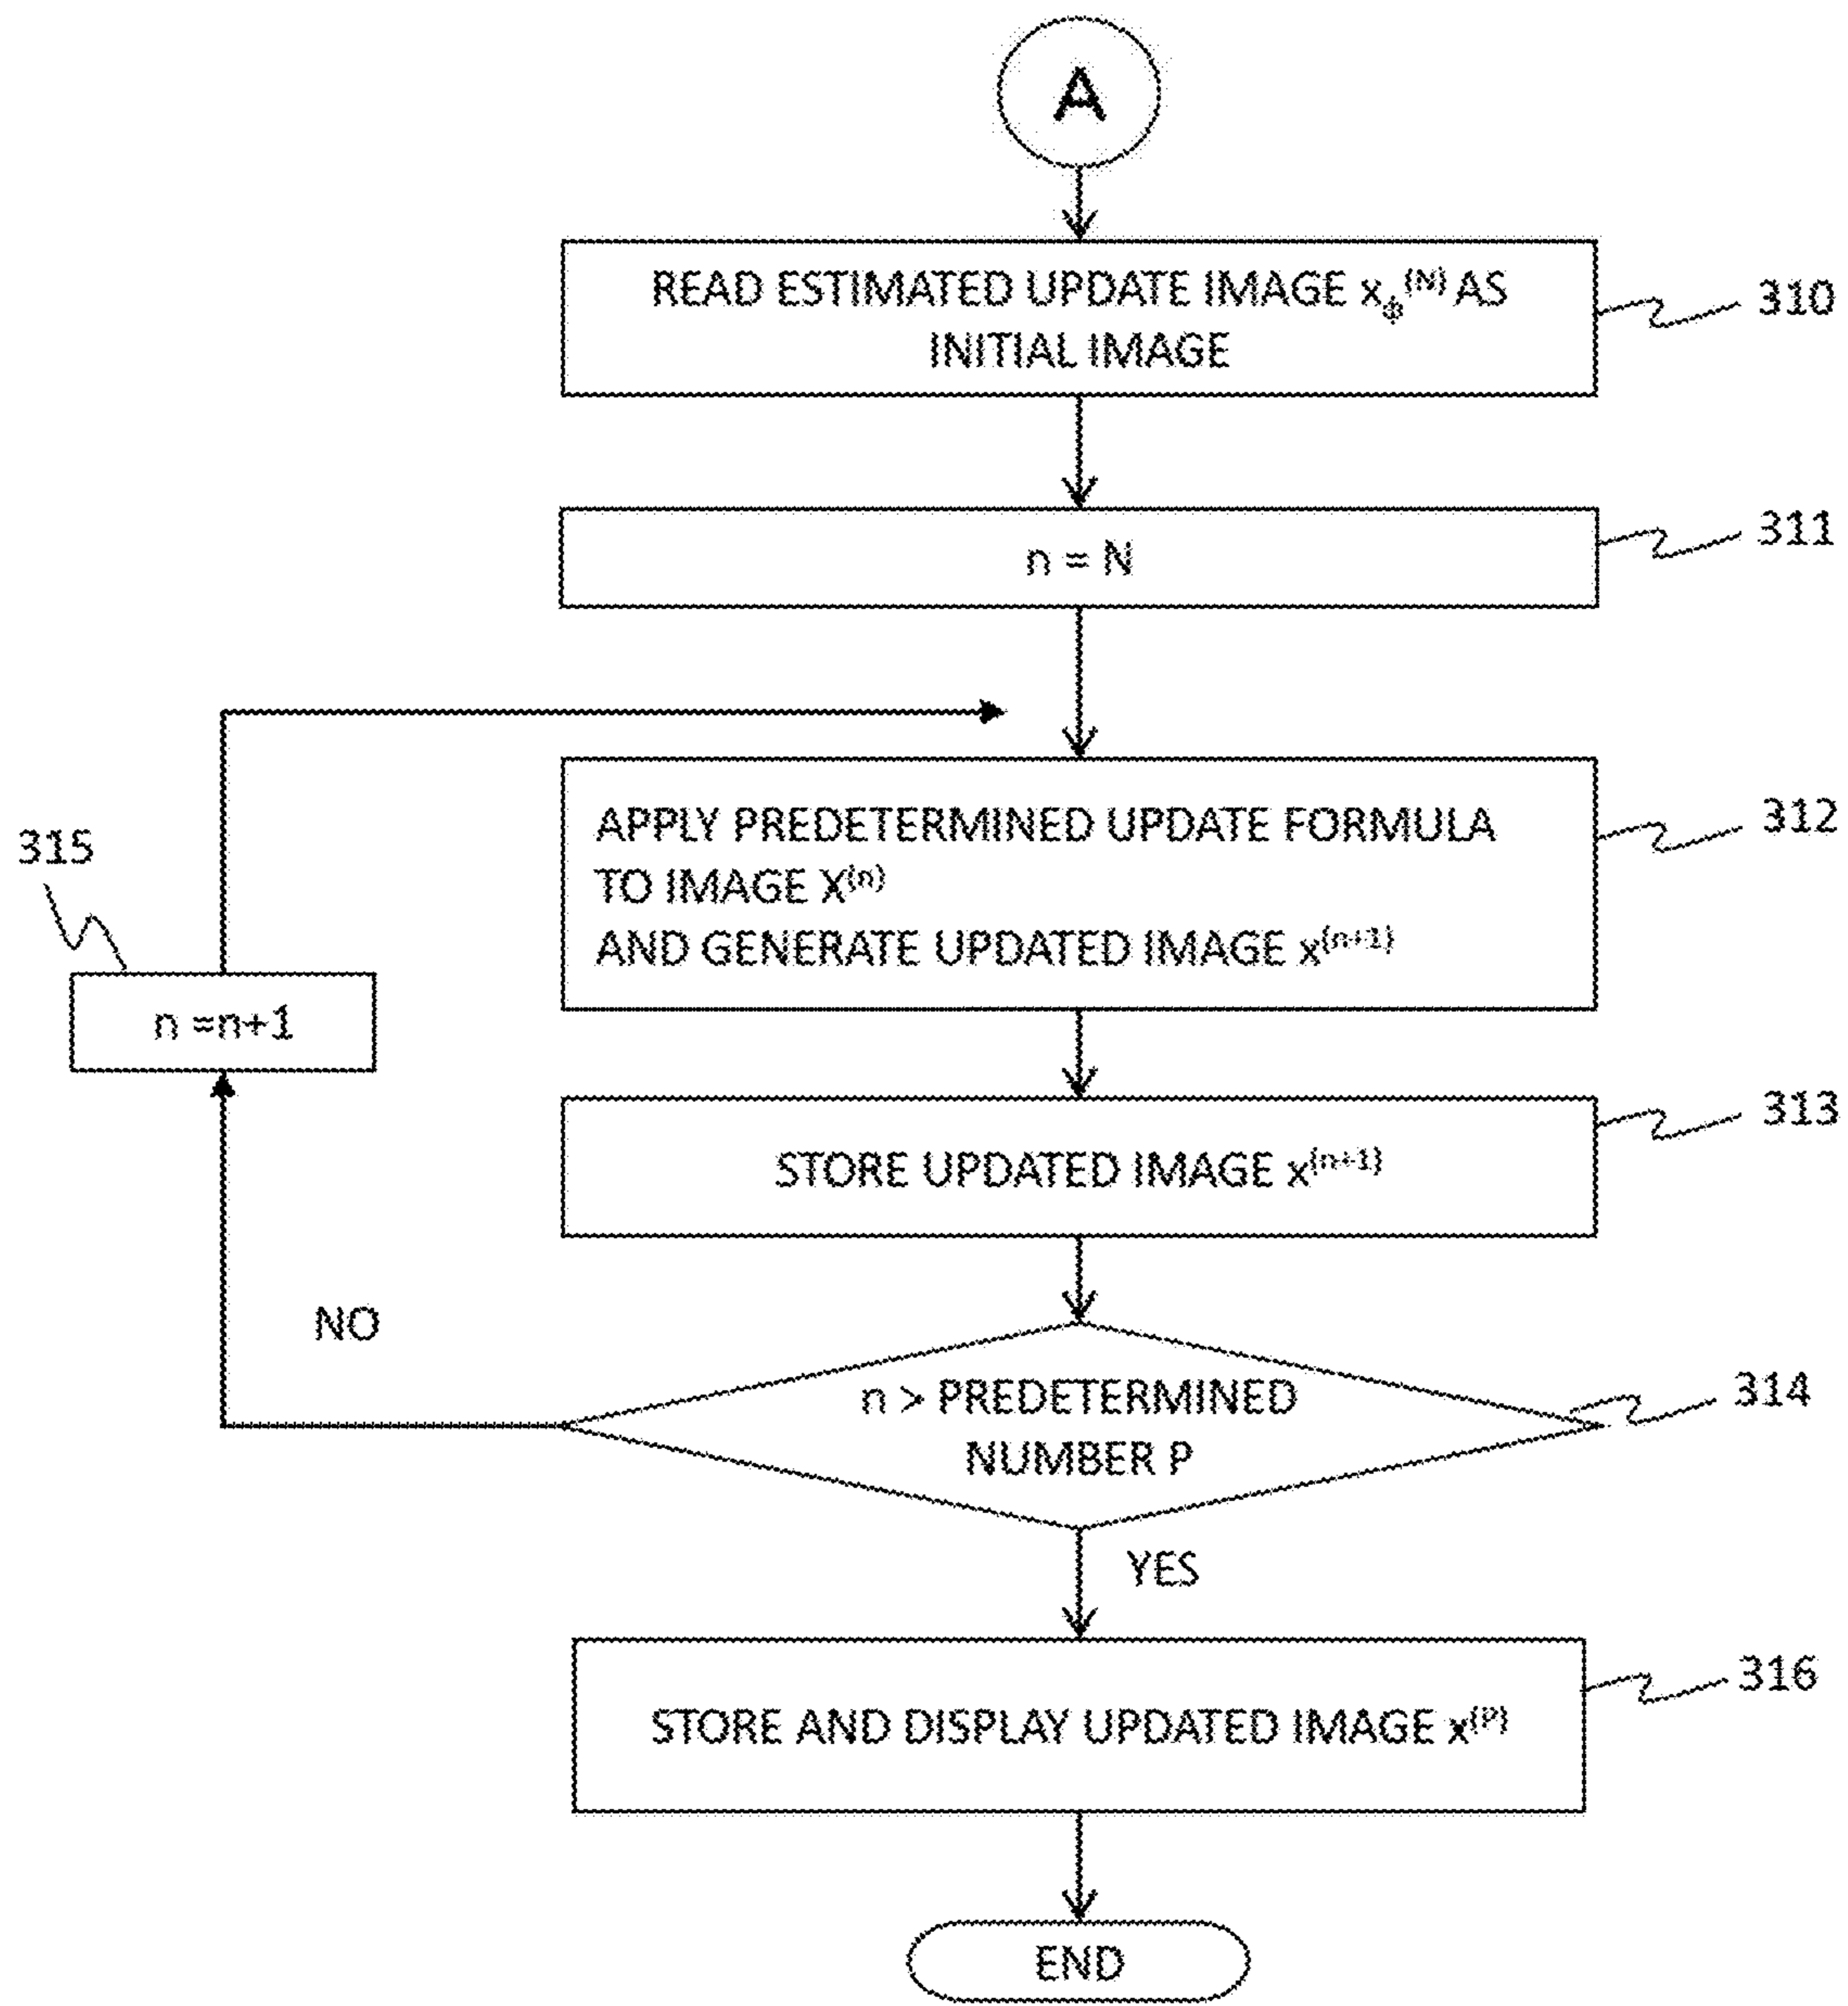 A
READ ESTIMATED UPDATE IMAGE xϕ^(N) AS
INITIAL IMAGE
310
n = N
311
APPLY PREDETERMINED UPDATE FORMULA
TO IMAGE X^(n)
AND GENERATE UPDATED IMAGE x^(n+1)
312
315
n =n+1
STORE UPDATED IMAGE x^(n+1)
313
NO
n > PREDETERMINED
NUMBER P
314
YES
STORE AND DISPLAY UPDATED IMAGE x^(P)
316
END